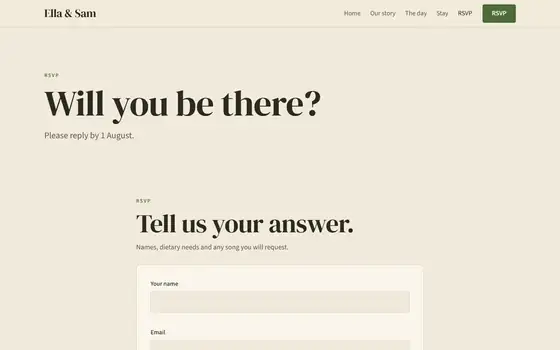 Ella & Sam
Home Our story The day Stay RSVP RSVP
RSVP
Will you be there?
Please reply by 1 August.
RSVP
Tell us your answer.
Names, dietary needs and any song you will request.
Your name
Email